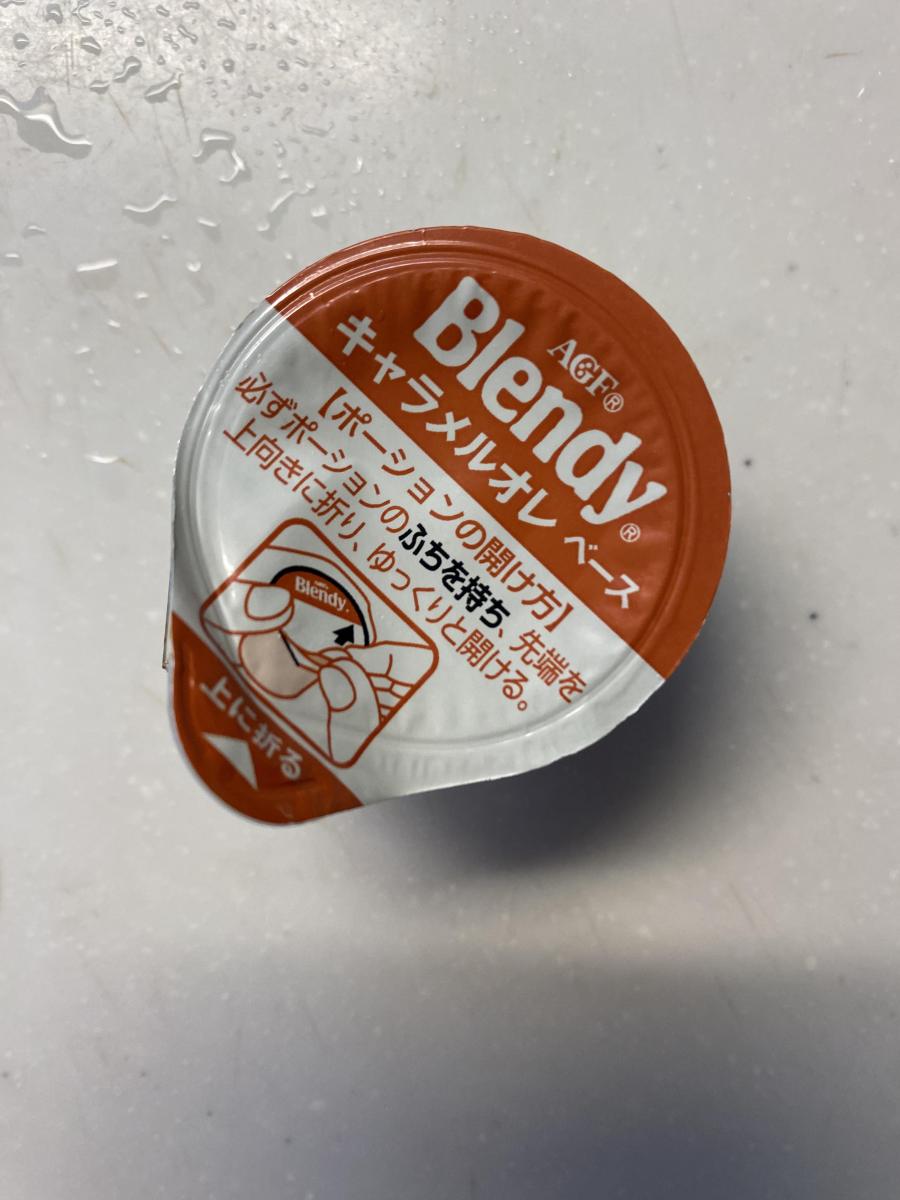 AGF®
Blendy®
キャラメルオレ ベース
【ポーションの開け方】
必ずポーションのふちを持ち、先端を
上向きに折り、ゆっくりと開ける。
Blendy.
上に折る